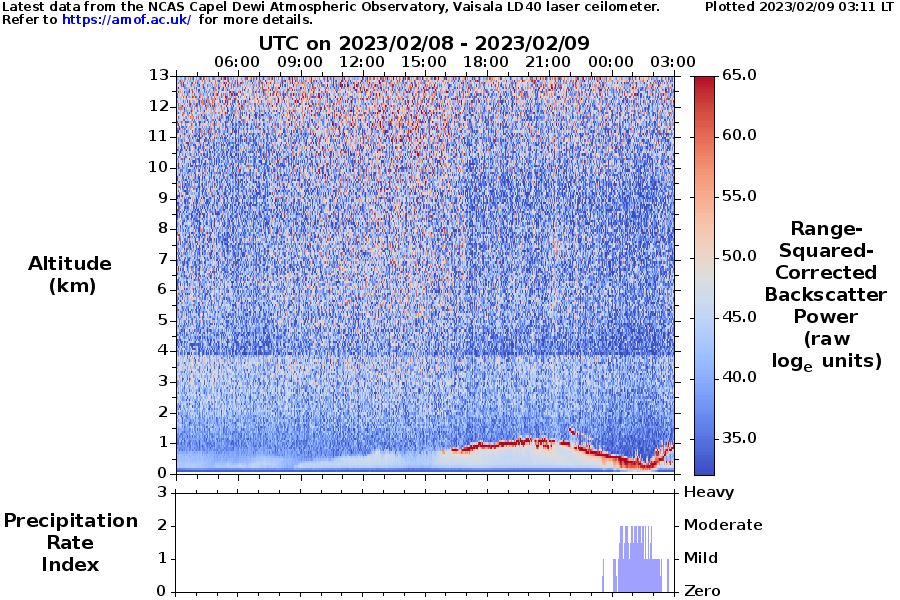 Latest data from the NCAS Capel Dewi Atmospheric Observatory, Vaisala LD40 laser ceilometer. Plotted 2023/02/09 03:11 LT
Refer to https://amof.ac.uk/ for more details.
UTC on 2023/02/08 - 2023/02/09
06:00 09:00 12:00 15:00 18:00 21:00 00:00 03:00
13
12
11
10
9
8
7
6
5
4
3
2
1
0
Altitude
(km)
65.0
60.0
55.0
50.0
45.0
40.0
35.0
Range-
Squared-
Corrected
Backscatter
Power
(raw
loge units)
3
2
1
0
Precipitation
Rate
Index
Heavy
Moderate
Mild
Zero